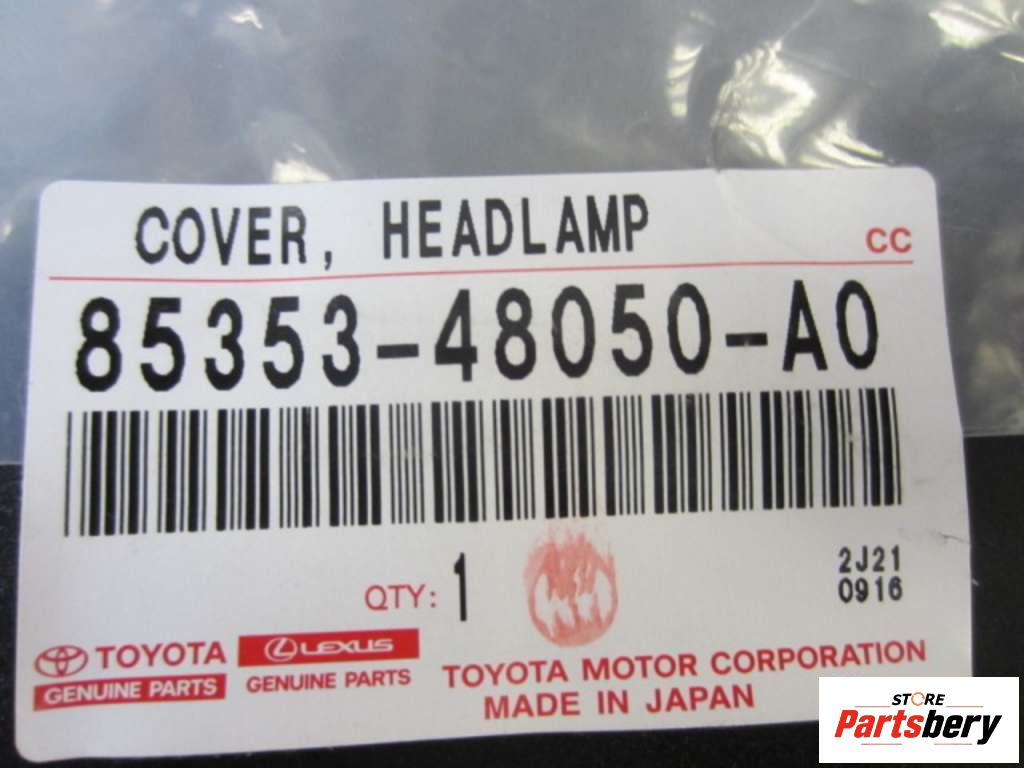 COVER, HEADLAMP
CC
85353-48050-A0
QTY: 1
2J21
0916
TOYOTA
GENUINE PARTS
LEXUS
GENUINE PARTS
TOYOTA MOTOR CORPORATION
MADE IN JAPAN
STORE
Partsbery